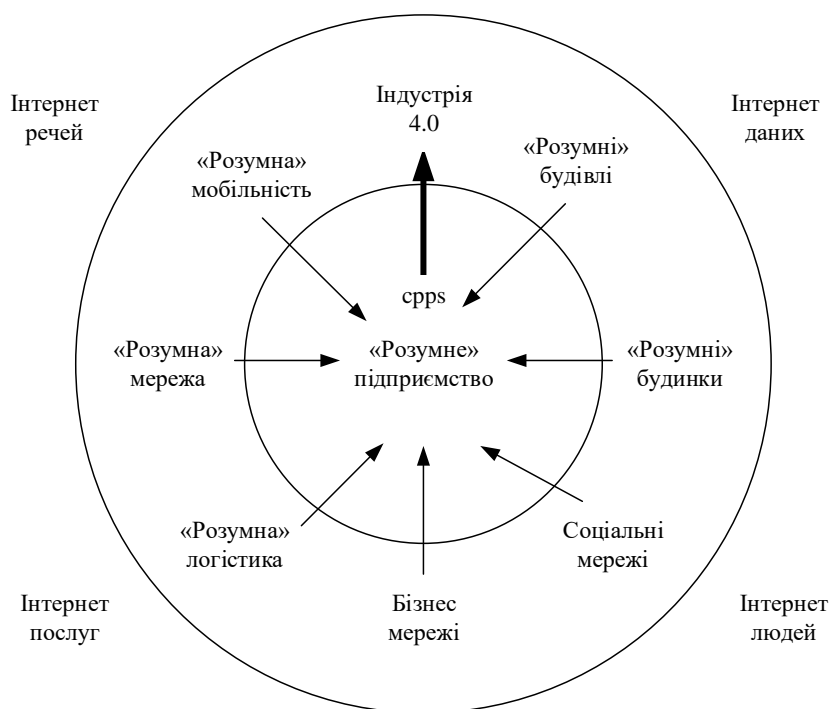 Індустрія
4.0
Інтернет
речей
Інтернет
даних
«Розумна»
мобільність
«Розумні»
будівлі
cpps
«Розумна»
мережа
«Розумне»
підприємство
«Розумні»
будинки
«Розумна»
логістика
Соціальні
мережі
Бізнес
мережі
Інтернет
послуг
Інтернет
людей